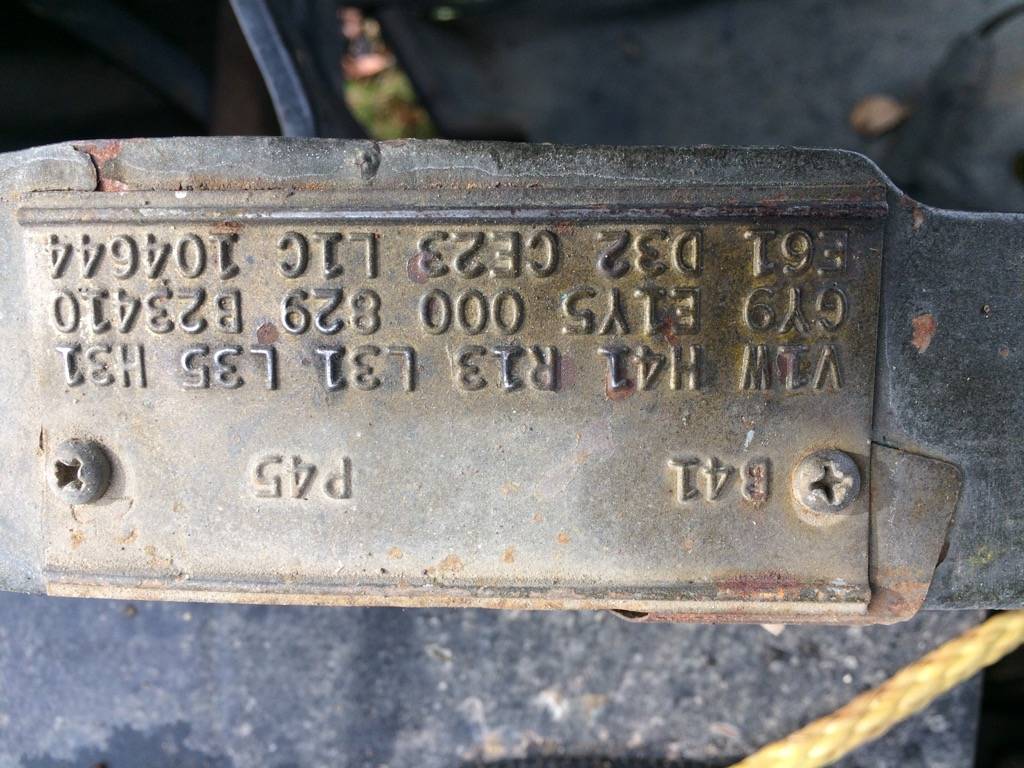 B41 P45
V1W H41 R13 L31 L35 H31
GY9 E1Y5 000 829 B23410
E61 D32 CE23 L1C 104644